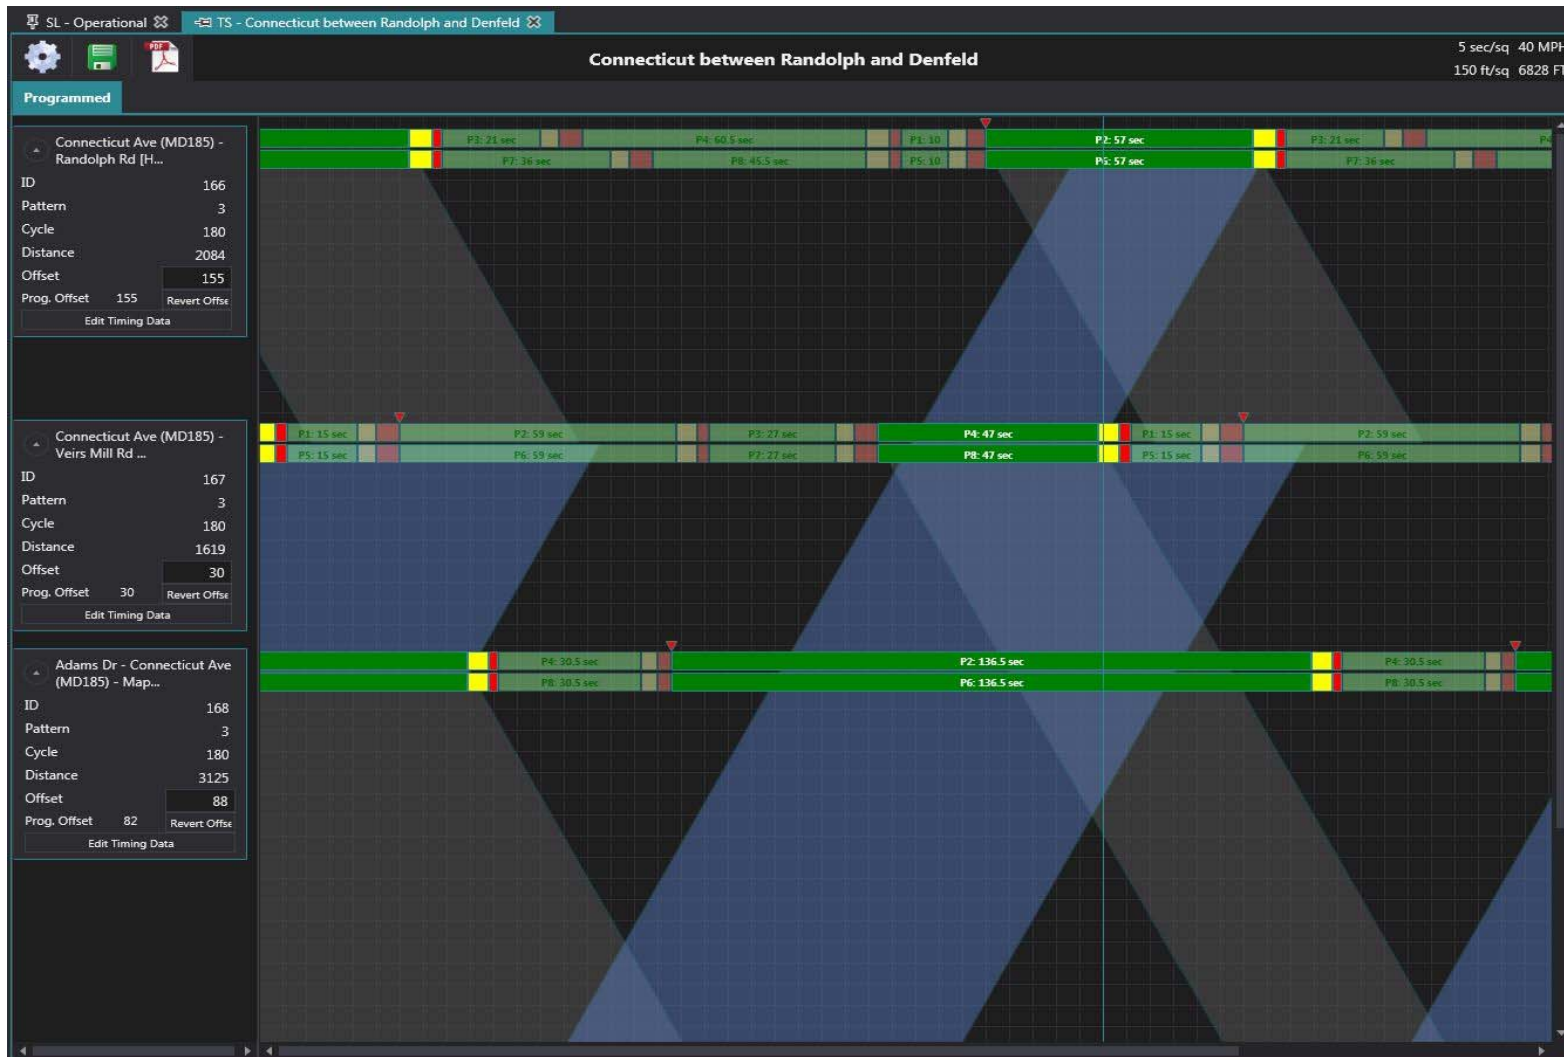 SL - Operational
TS - Connecticut between Randolph and Denfeld
PDF
Connecticut between Randolph and Denfeld
5 sec/sq 40 MPH
150 ft/sq 6828 FT
Programmed
Connecticut Ave (MD185) -
Randolph Rd [H...
ID 166
Pattern 3
Cycle 180
Distance 2084
Offset 155
Prog. Offset 155 Revert Offse
Edit Timing Data
P3: 21 sec P4: 60.5 sec P1: 10 P2: 57 sec P3: 21 sec P4
P7: 36 sec P8: 45.5 sec P5: 10 P6: 57 sec P7: 36 sec
Connecticut Ave (MD185) -
Veirs Mill Rd ...
ID 167
Pattern 3
Cycle 180
Distance 1619
Offset 30
Prog. Offset 30 Revert Offse
Edit Timing Data
P1: 15 sec P2: 59 sec P3: 27 sec P4: 47 sec P1: 15 sec P2: 59 sec
P5: 15 sec P6: 59 sec P7: 27 sec P8: 47 sec P5: 15 sec P6: 59 sec
Adams Dr - Connecticut Ave
(MD185) - Map...
ID 168
Pattern 3
Cycle 180
Distance 3125
Offset 88
Prog. Offset 82 Revert Offse
Edit Timing Data
P4: 30.5 sec P2: 136.5 sec P4: 30.5 sec
P8: 30.5 sec P6: 136.5 sec P8: 30.5 sec